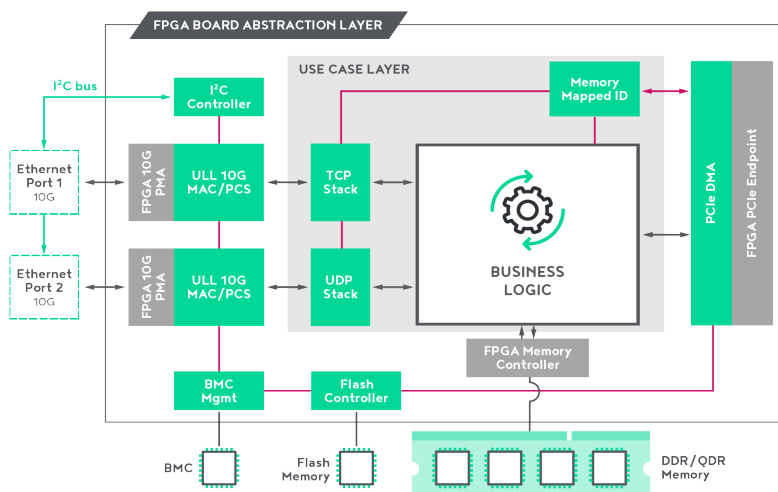 FPGA BOARD ABSTRACTION LAYER
USE CASE LAYER
I²C bus
I²C
Controller
Memory
Mapped ID
Ethernet
Port 1
10G
FPGA 10G
PMA
ULL 10G
MAC/PCS
TCP
Stack
PCIe DMA
FPGA PCIe Endpoint
Ethernet
Port 2
10G
FPGA 10G
PMA
ULL 10G
MAC/PCS
UDP
Stack
BUSINESS
LOGIC
FPGA Memory
Controller
BMC
Mgmt
Flash
Controller
BMC
Flash
Memory
DDR/QDR
Memory